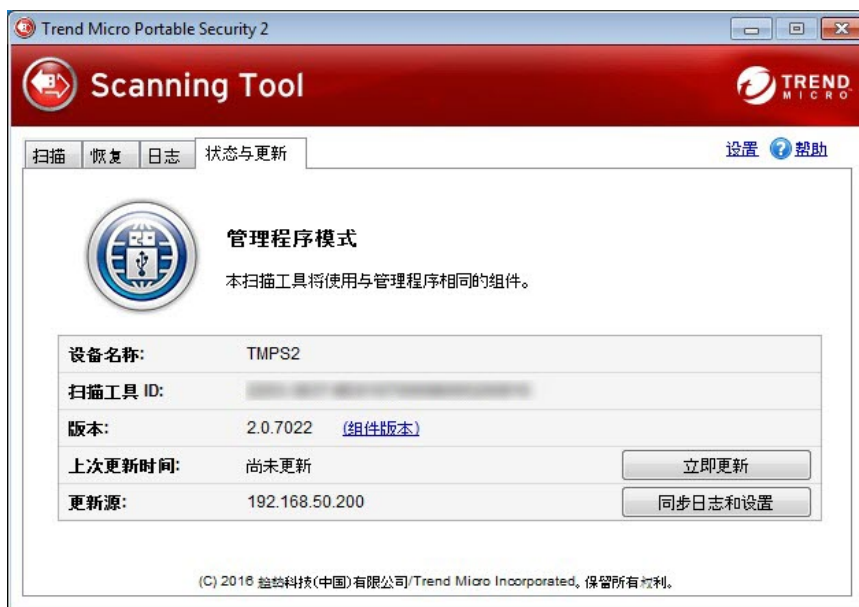 Trend Micro Portable Security 2
Scanning Tool
TREND
MICRO
扫描 恢复 日志 状态与更新 设置 帮助
管理程序模式
本扫描工具将使用与管理程序相同的组件。
设备名称: TMPS2
扫描工具 ID:
版本: 2.0.7022 (组件版本)
上次更新时间: 尚未更新 立即更新
更新源: 192.168.50.200 同步日志和设置
(C) 2016 趋势科技(中国)有限公司/Trend Micro Incorporated。保留所有权利。